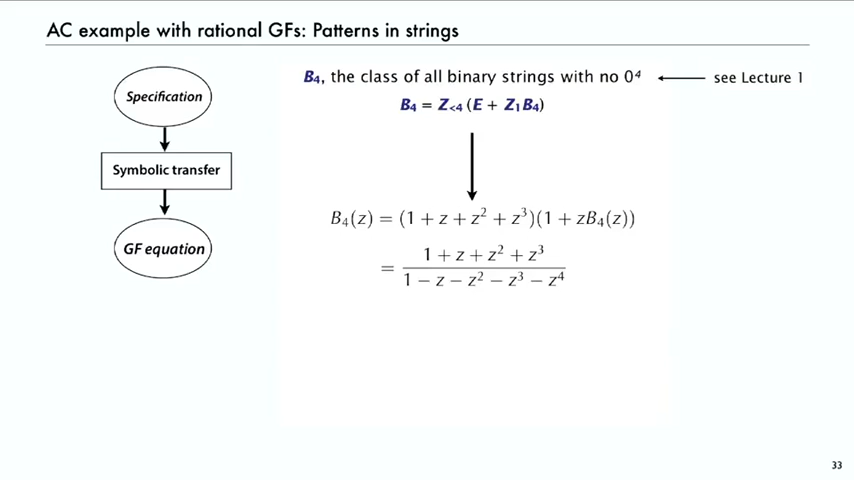 AC example with rational GFs: Patterns in strings
Specification
Symbolic transfer
GF equation
B₄, the class of all binary strings with no 0⁴
see Lecture 1
B₄ = Z<₄ (E + Z₁B₄)
B₄(z) = (1 + z + z² + z³)(1 + zB₄(z))
= (1 + z + z² + z³) / (1 − z − z² − z³ − z⁴)
33